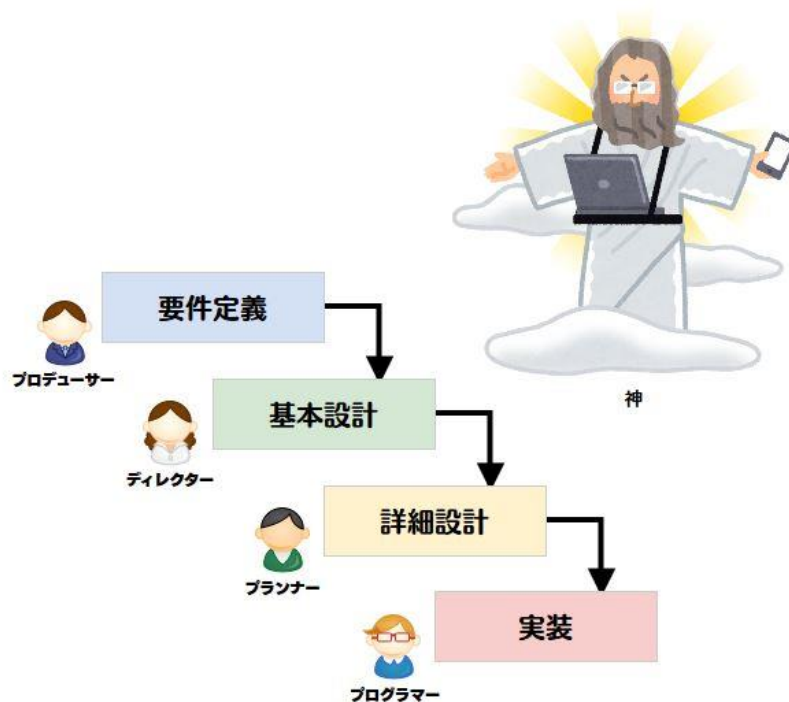 要件定義
プロデューサー
神
基本設計
ディレクター
詳細設計
プランナー
実装
プログラマー